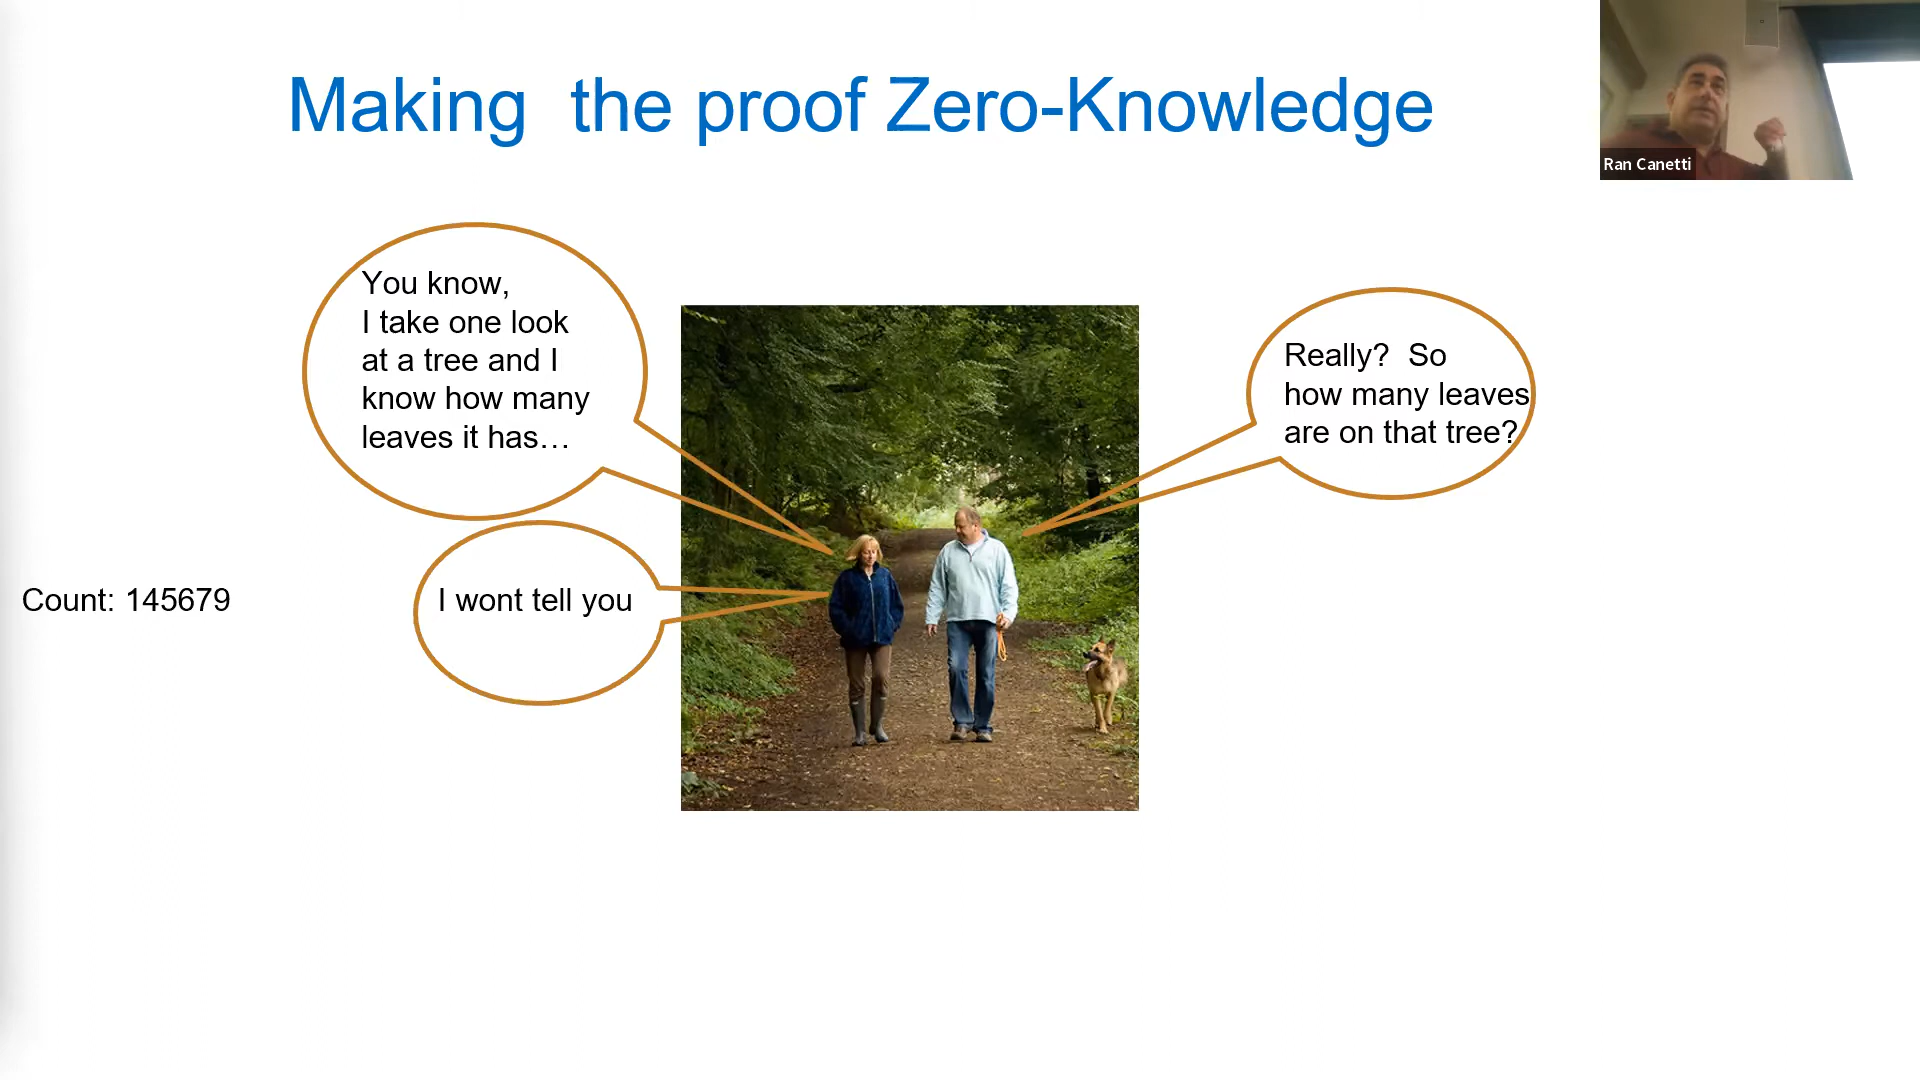 Making the proof Zero-Knowledge
Ran Canetti
You know,
I take one look
at a tree and I
know how many
leaves it has…
Really? So
how many leaves
are on that tree?
Count: 145679
I wont tell you